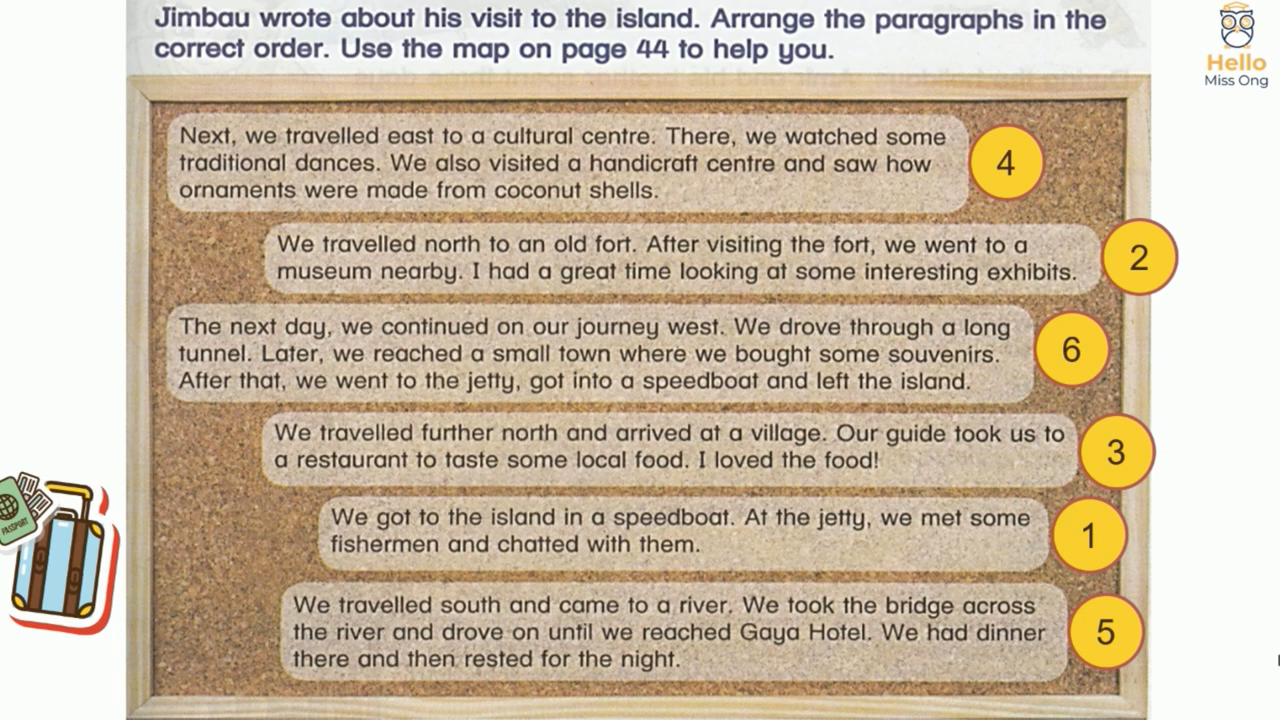 Jimbau wrote about his visit to the island. Arrange the paragraphs in the
correct order. Use the map on page 44 to help you.
Hello
Miss Ong
Next, we travelled east to a cultural centre. There, we watched some
traditional dances. We also visited a handicraft centre and saw how
ornaments were made from coconut shells.
4
We travelled north to an old fort. After visiting the fort, we went to a
museum nearby. I had a great time looking at some interesting exhibits.
2
The next day, we continued on our journey west. We drove through a long
tunnel. Later, we reached a small town where we bought some souvenirs.
After that, we went to the jetty, got into a speedboat and left the island.
6
We travelled further north and arrived at a village. Our guide took us to
a restaurant to taste some local food. I loved the food!
3
We got to the island in a speedboat. At the jetty, we met some
fishermen and chatted with them.
1
We travelled south and came to a river. We took the bridge across
the river and drove on until we reached Gaya Hotel. We had dinner
there and then rested for the night.
5
PASSPORT